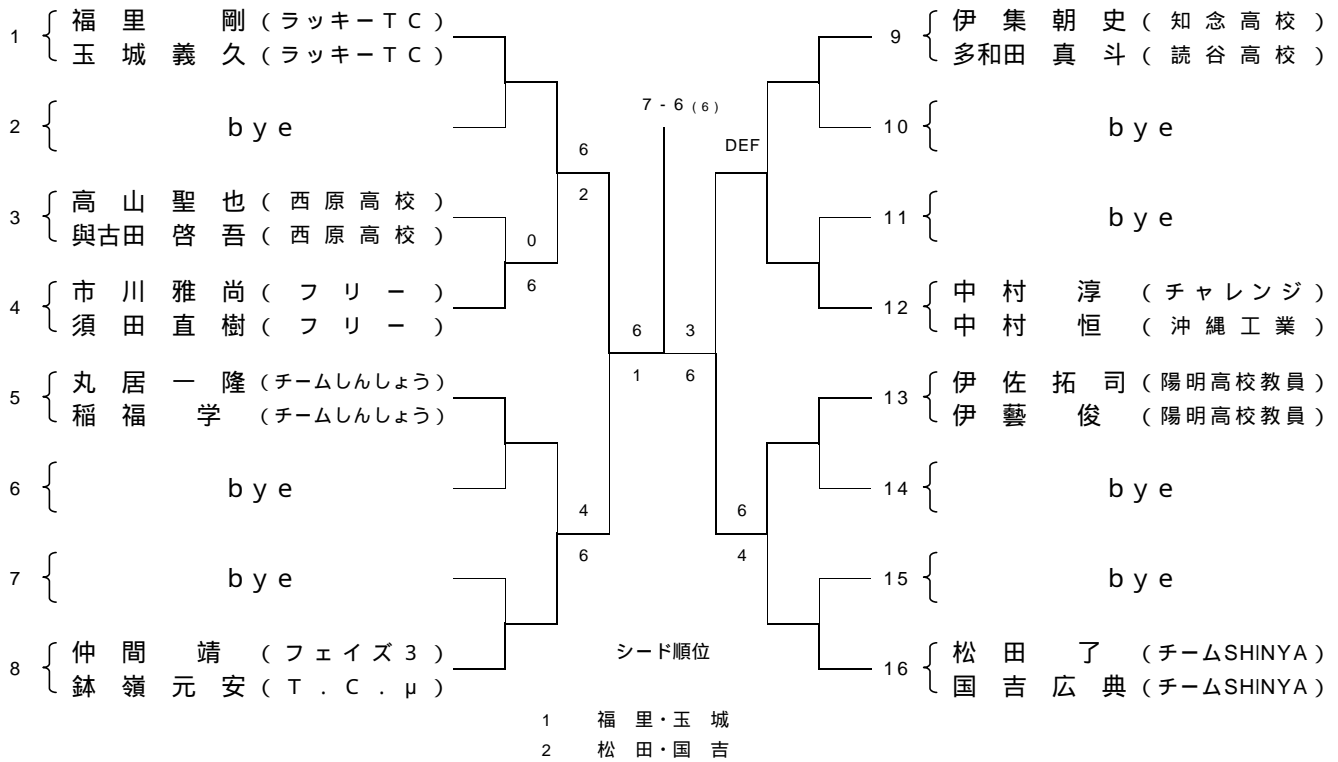 1 福里 剛 (ラッキーTC)
玉城義久 (ラッキーTC)
2 bye
3 高山聖也 (西原高校)
與古田啓吾 (西原高校)
4 市川雅尚 (フリー)
須田直樹 (フリー)
5 丸居一隆 (チームしんしょう)
稲福 学 (チームしんしょう)
6 bye
7 bye
8 仲間 靖 (フェイズ3)
鉢嶺元安 (T.C.μ)
0
6
6
2
4
6
6
1
7-6(6)
3
6
DEF
6
4
9 伊集朝史 (知念高校)
多和田真斗 (読谷高校)
10 bye
11 bye
12 中村 淳 (チャレンジ)
中村 恒 (沖縄工業)
13 伊佐拓司 (陽明高校教員)
伊藝 俊 (陽明高校教員)
14 bye
15 bye
16 松田 了 (チームSHINYA)
国吉広典 (チームSHINYA)
シード順位
1 福里・玉城
2 松田・国吉